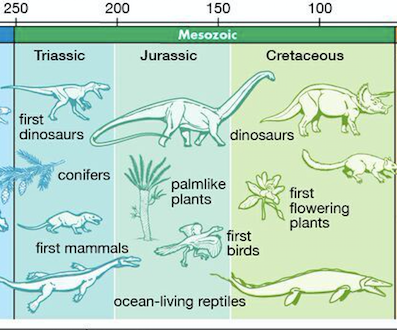 250 200 150 100
Mesozoic
Triassic Jurassic Cretaceous
first
dinosaurs
dinosaurs
conifers
palmlike
plants
first
flowering
plants
first mammals
first
birds
ocean-living reptiles